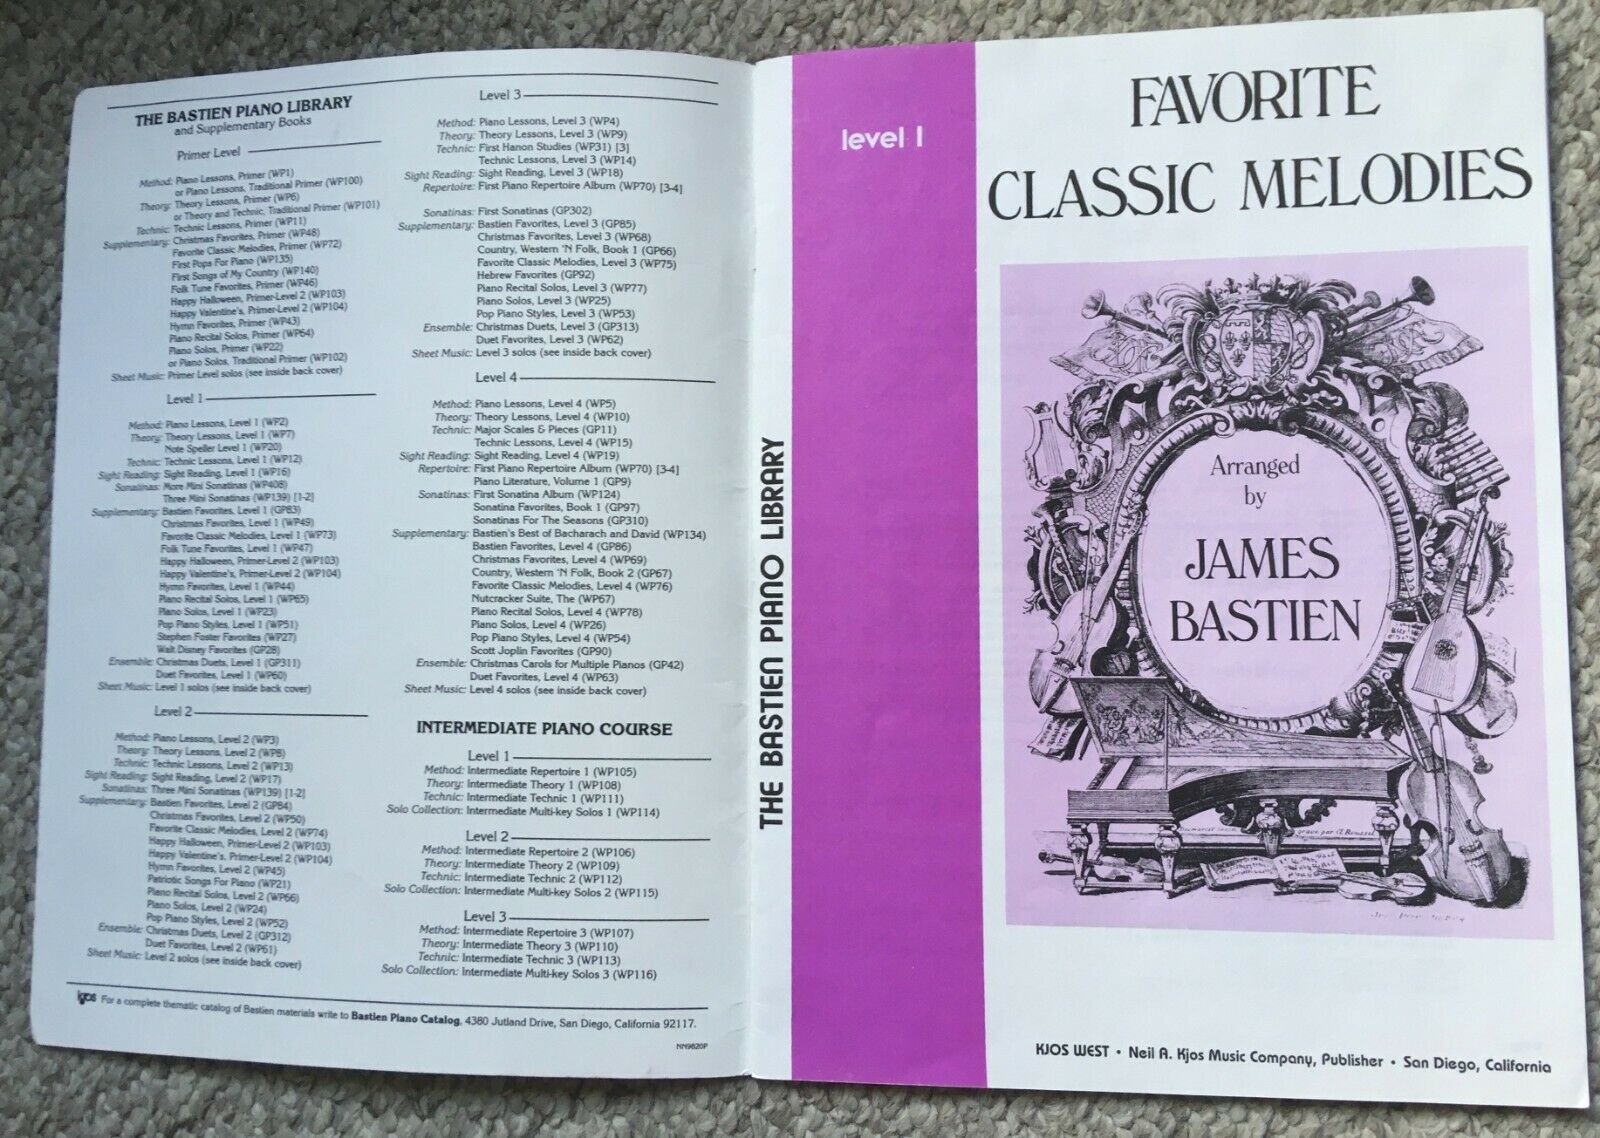 THE BASTIEN PIANO LIBRARY
and Supplementary Books
Primer Level
Method: Piano Lessons, Primer (WP1)
or Piano Lessons, Traditional Primer (WP100)
Theory: Theory Lessons, Primer (WP6)
or Theory and Technic, Traditional Primer (WP101)
Technic: Technic Lessons, Primer (WP11)
Supplementary: Christmas Favorites, Primer (WP48)
Favorite Classic Melodies, Primer (WP72)
First Pops For Piano (WP135)
First Songs of My Country (WP140)
Folk Tune Favorites, Primer (WP46)
Happy Halloween, Primer-Level 2 (WP103)
Happy Valentine's, Primer-Level 2 (WP104)
Hymn Favorites, Primer (WP43)
Piano Recital Solos, Primer (WP64)
Piano Solos, Primer (WP22)
or Piano Solos, Traditional Primer (WP102)
Sheet Music: Primer Level solos (see inside back cover)
Level 1
Method: Piano Lessons, Level 1 (WP2)
Theory: Theory Lessons, Level 1 (WP7)
Note Speller Level 1 (WP20)
Technic: Technic Lessons, Level 1 (WP12)
Sight Reading: Sight Reading, Level 1 (WP16)
Sonatinas: More Mini Sonatinas (WP408)
Three Mini Sonatinas (WP139) [1-2]
Supplementary: Bastien Favorites, Level 1 (GP83)
Christmas Favorites, Level 1 (WP49)
Favorite Classic Melodies, Level 1 (WP73)
Folk Tune Favorites, Level 1 (WP47)
Happy Halloween, Primer-Level 2 (WP103)
Happy Valentine's, Primer-Level 2 (WP104)
Hymn Favorites, Level 1 (WP44)
Piano Recital Solos, Level 1 (WP65)
Piano Solos, Level 1 (WP23)
Pop Piano Styles, Level 1 (WP51)
Stephen Foster Favorites (WP27)
Walt Disney Favorites (GP28)
Ensemble: Christmas Duets, Level 1 (GP311)
Duet Favorites, Level 1 (WP60)
Sheet Music: Level 1 solos (see inside back cover)
Level 2
Method: Piano Lessons, Level 2 (WP3)
Theory: Theory Lessons, Level 2 (WP8)
Technic: Technic Lessons, Level 2 (WP13)
Sight Reading: Sight Reading, Level 2 (WP17)
Sonatinas: Three Mini Sonatinas (WP139) [1-2]
Supplementary: Bastien Favorites, Level 2 (GP84)
Christmas Favorites, Level 2 (WP50)
Favorite Classic Melodies, Level 2 (WP74)
Happy Halloween, Primer-Level 2 (WP103)
Happy Valentine's, Primer-Level 2 (WP104)
Hymn Favorites, Level 2 (WP45)
Patriotic Songs For Piano (WP21)
Piano Recital Solos, Level 2 (WP66)
Piano Solos, Level 2 (WP24)
Pop Piano Styles, Level 2 (WP52)
Ensemble: Christmas Duets, Level 2 (GP312)
Duet Favorites, Level 2 (WP61)
Sheet Music: Level 2 solos (see inside back cover)
Level 3
Method: Piano Lessons, Level 3 (WP4)
Theory: Theory Lessons, Level 3 (WP9)
Technic: First Hanon Studies (WP31) [3]
Technic Lessons, Level 3 (WP14)
Sight Reading: Sight Reading, Level 3 (WP18)
Repertoire: First Piano Repertoire Album (WP70) [3-4]
Sonatinas: First Sonatinas (GP302)
Supplementary: Bastien Favorites, Level 3 (GP85)
Christmas Favorites, Level 3 (WP68)
Country, Western 'N Folk, Book 1 (GP66)
Favorite Classic Melodies, Level 3 (WP75)
Hebrew Favorites (GP92)
Piano Recital Solos, Level 3 (WP77)
Piano Solos, Level 3 (WP25)
Pop Piano Styles, Level 3 (WP53)
Ensemble: Christmas Duets, Level 3 (GP313)
Duet Favorites, Level 3 (WP62)
Sheet Music: Level 3 solos (see inside back cover)
Level 4
Method: Piano Lessons, Level 4 (WP5)
Theory: Theory Lessons, Level 4 (WP10)
Technic: Major Scales & Pieces (GP11)
Technic Lessons, Level 4 (WP15)
Sight Reading: Sight Reading, Level 4 (WP19)
Repertoire: First Piano Repertoire Album (WP70) [3-4]
Piano Literature, Volume 1 (GP9)
Sonatinas: First Sonatina Album (WP124)
Sonatina Favorites, Book 1 (GP97)
Sonatinas For The Seasons (GP310)
Supplementary: Bastien's Best of Bacharach and David (WP134)
Bastien Favorites, Level 4 (GP86)
Christmas Favorites, Level 4 (WP69)
Country, Western 'N Folk, Book 2 (GP67)
Favorite Classic Melodies, Level 4 (WP76)
Nutcracker Suite, The (WP67)
Piano Recital Solos, Level 4 (WP78)
Piano Solos, Level 4 (WP26)
Pop Piano Styles, Level 4 (WP54)
Scott Joplin Favorites (GP90)
Ensemble: Christmas Carols for Multiple Pianos (GP42)
Duet Favorites, Level 4 (WP63)
Sheet Music: Level 4 solos (see inside back cover)
INTERMEDIATE PIANO COURSE
Level 1
Method: Intermediate Repertoire 1 (WP105)
Theory: Intermediate Theory 1 (WP108)
Technic: Intermediate Technic 1 (WP111)
Solo Collection: Intermediate Multi-key Solos 1 (WP114)
Level 2
Method: Intermediate Repertoire 2 (WP106)
Theory: Intermediate Theory 2 (WP109)
Technic: Intermediate Technic 2 (WP112)
Solo Collection: Intermediate Multi-key Solos 2 (WP115)
Level 3
Method: Intermediate Repertoire 3 (WP107)
Theory: Intermediate Theory 3 (WP110)
Technic: Intermediate Technic 3 (WP113)
Solo Collection: Intermediate Multi-key Solos 3 (WP116)
kjos For a complete thematic catalog of Bastien materials write to Bastien Piano Catalog, 4380 Jutland Drive, San Diego, California 92117.
NN9820P
THE BASTIEN PIANO LIBRARY
level 1
FAVORITE
CLASSIC MELODIES
Arranged
by
JAMES
BASTIEN
KJOS WEST • Neil A. Kjos Music Company, Publisher • San Diego, California